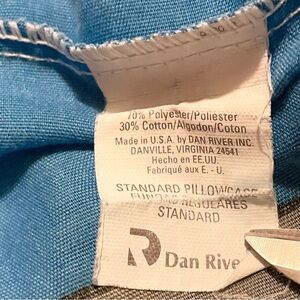 70% Polyester/Poliester
30% Cotton/Algodon/Coton
Made in U.S.A. by DAN RIVER INC.
DANVILLE, VIRGINIA 24541
Hecho en EE.UU.
Fabriqué aux E. - U.
STANDARD PILLOWCASE
REGULARES
STANDARD
Dan Rive